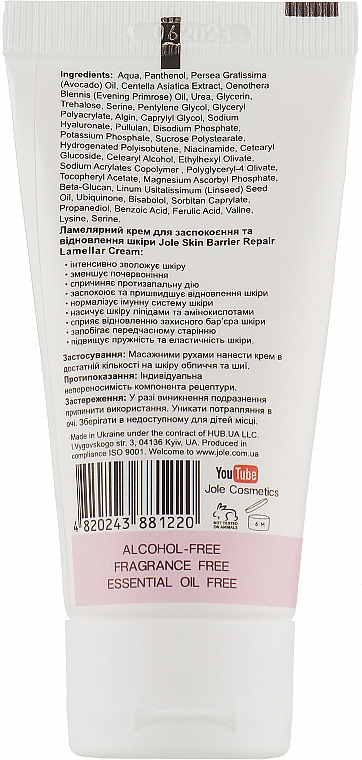 Ingredients: Aqua, Panthenol, Persea Gratissima
(Avocado) Oil, Centella Asiatica Extract, Oenothera
Biennis (Evening Primrose) Oil, Urea, Glycerin,
Trehalose, Serine, Pentylene Glycol, Glyceryl
Polyacrylate, Algin, Caprylyl Glycol, Sodium
Hyaluronate, Pullulan, Disodium Phosphate,
Potassium Phosphate, Sucrose Polystearate,
Hydrogenated Polyisobutene, Niacinamide, Cetearyl
Glucoside, Celearyl Alcohol, Ethylhexyl Olivate,
Sodium Acrylates Copolymer , Polyglyceryl-4 Olivate,
Tocopheryl Acetate, Magnesium Ascorbyl Phosphate,
Beta-Glucan, Linum Usitatissimum (Linseed) Seed
Oil, Ubiquinone, Bisabolol, Sorbitan Caprylate,
Propanediol, Benzoic Acid, Ferulic Acid, Valine,
Lysine, Serine.
Ламелярний крем для заспокоєння та
відновлення шкіри Jole Skin Barrier Repair
Lamellar Cream:
• інтенсивно зволожує шкіру
• зменшує почервоніння
• спричиняє протизапальну дію
• заспокоює та пришвидшує відновлення шкіри
• нормалізує імунну систему шкіри
• насичує шкіру ліпідами та амінокислотами
• сприяє відновленню захисного бар'єра шкіри
• запобігає передчасному старінню
• підвищує пружність та еластичність шкіри.
Застосування: Масажними рухами нанести крем в
достатній кількості на шкіру обличчя та шиї.
Протипоказання: Індивідуальна
непереносимість компонента рецептури.
Застереження: У разі виникнення подразнення
припинити використання. Уникати потрапляння в
очі. Зберігати в недоступному для дітей місці.
Made in Ukraine under the contract of HUB.UA LLC.
I.Vygovskogo str. 3, 04136 Kyiv, UA. Produced in
compliance ISO 9001. Welcome to www.jole.com.ua
YouTube
Jole Cosmetics
4 820243 881220
NOT TESTED
ON ANIMALS
6 M
ALCOHOL-FREE
FRAGRANCE FREE
ESSENTIAL OIL FREE